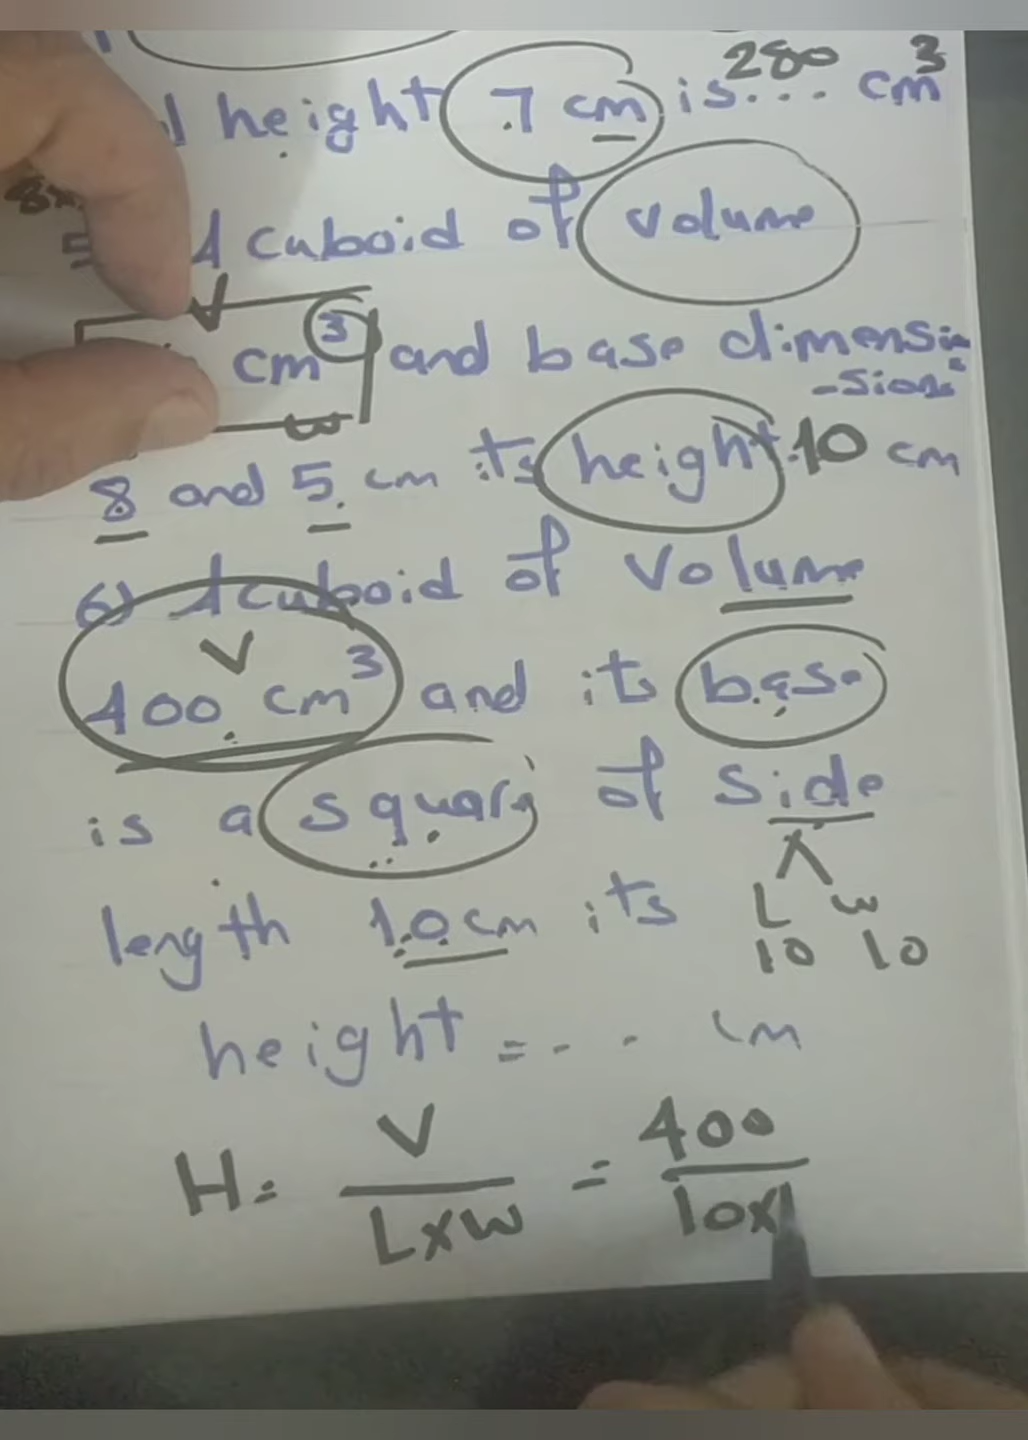 height 7 cm is 280 ... cm³
A cuboid of volume
V
cm³ and base dimensin
-sions
8 and 5 cm its height 10 cm
6) A cuboid of volume
V
400 cm³ and its base
is a square of side
L w
length 10 cm its
10 10
height = ... cm
H = V / L×W = 400 / 10×1